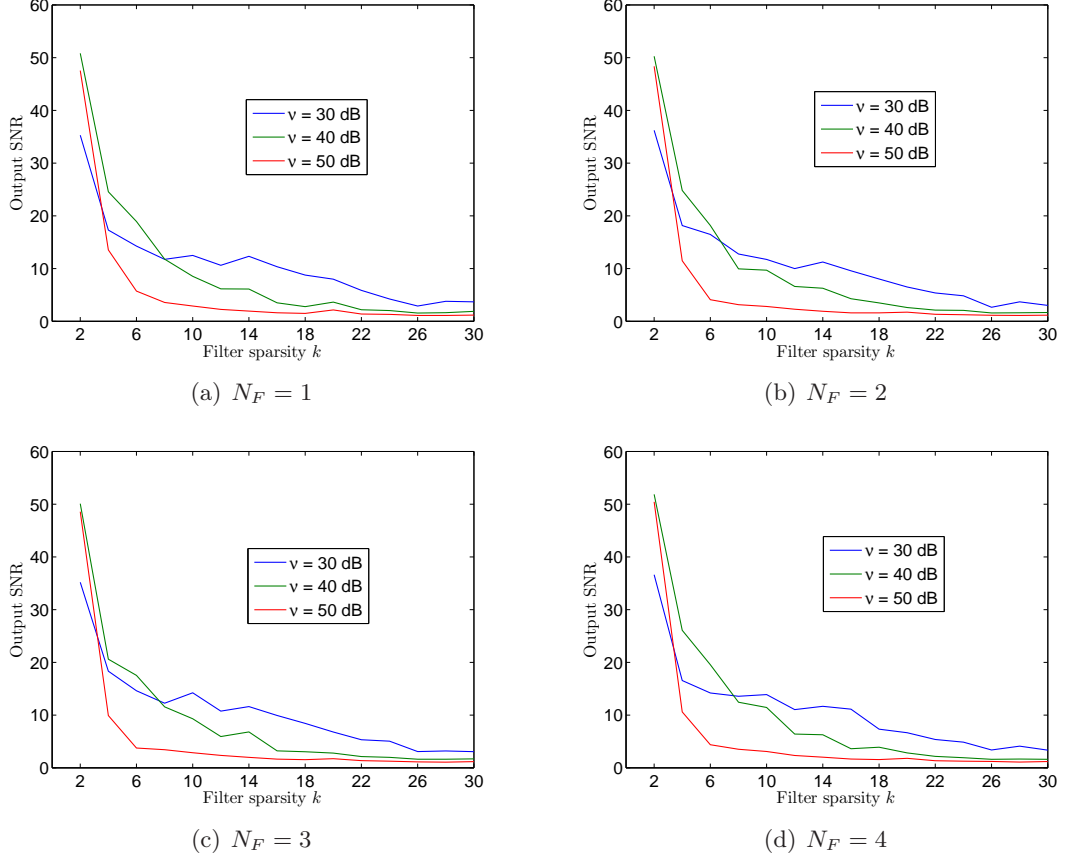 60
50
40
30
20
10
0
Output SNR
ν = 30 dB
ν = 40 dB
ν = 50 dB
2 6 10 14 18 22 26 30
Filter sparsity k
(a) N_F = 1
60
50
40
30
20
10
0
Output SNR
ν = 30 dB
ν = 40 dB
ν = 50 dB
2 6 10 14 18 22 26 30
Filter sparsity k
(b) N_F = 2
60
50
40
30
20
10
0
Output SNR
ν = 30 dB
ν = 40 dB
ν = 50 dB
2 6 10 14 18 22 26 30
Filter sparsity k
(c) N_F = 3
60
50
40
30
20
10
0
Output SNR
ν = 30 dB
ν = 40 dB
ν = 50 dB
2 6 10 14 18 22 26 30
Filter sparsity k
(d) N_F = 4